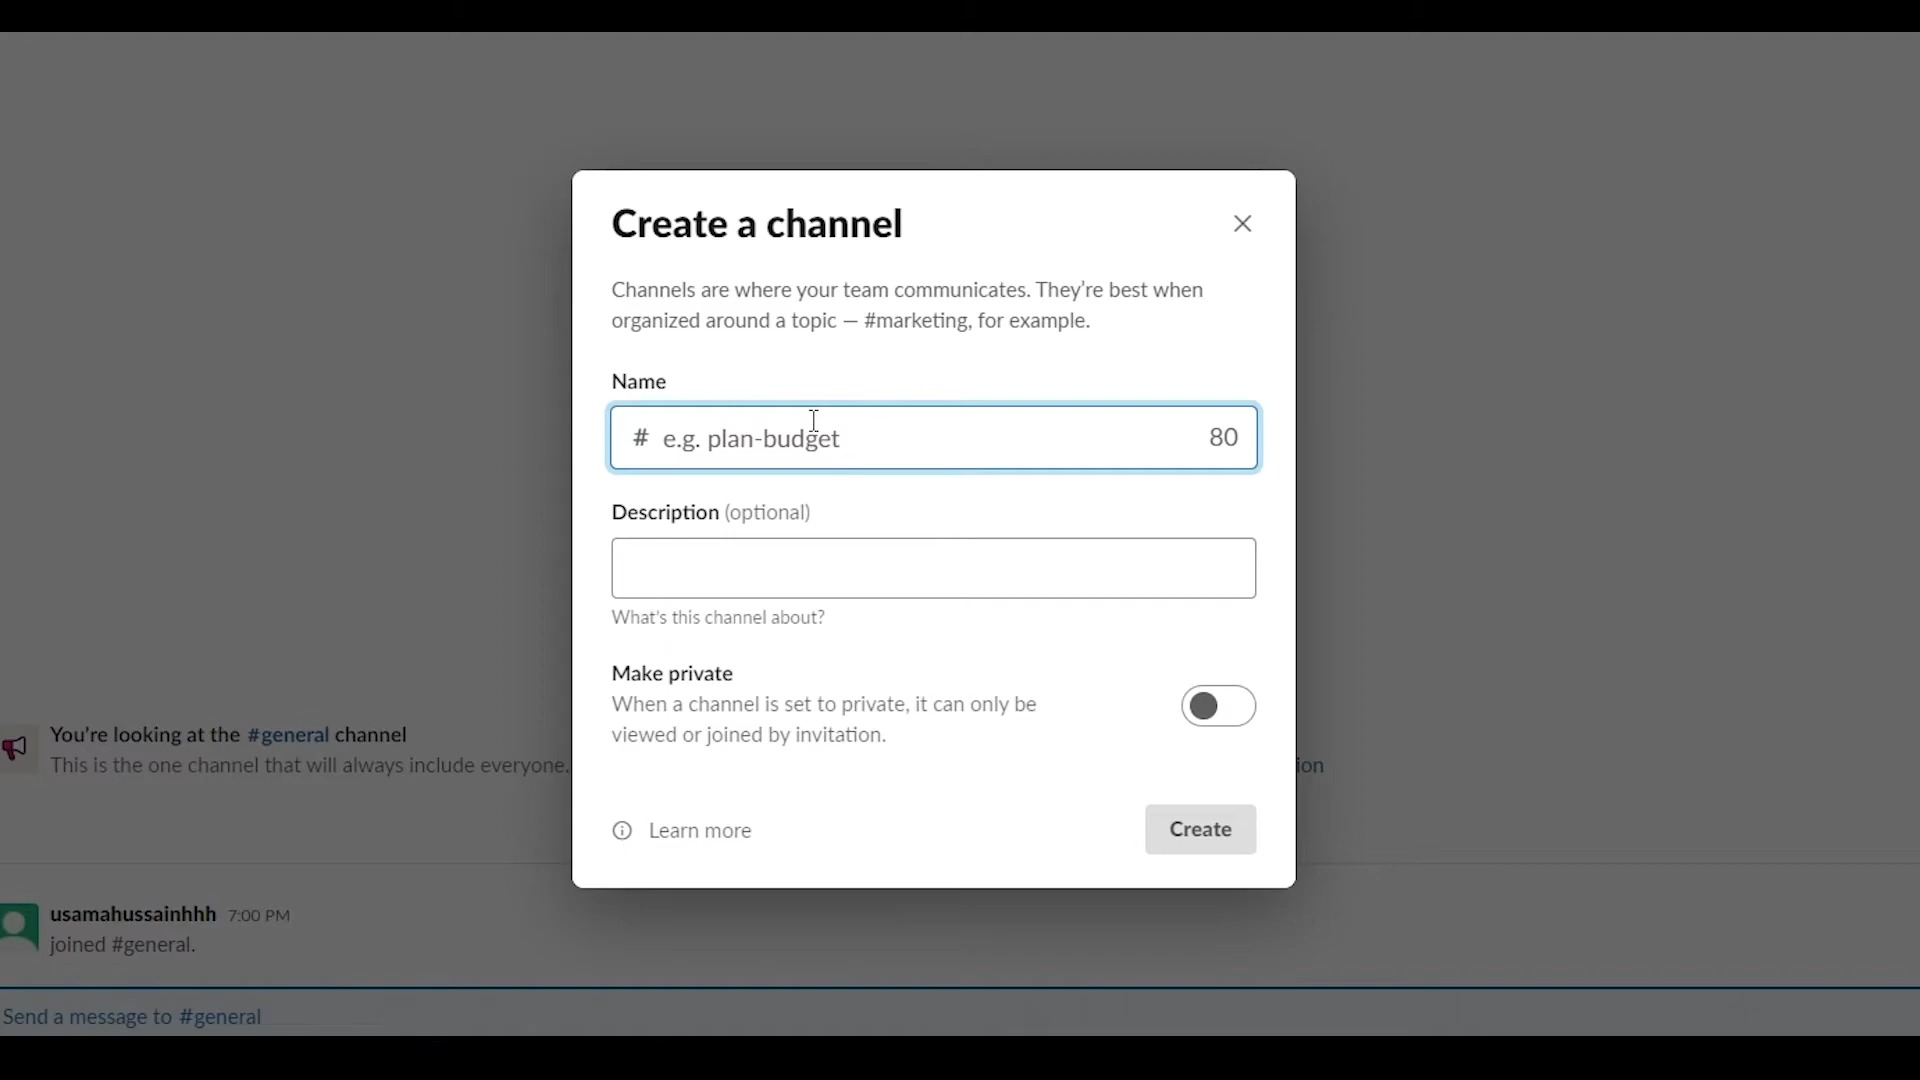 Create a channel
Channels are where your team communicates. They're best when
organized around a topic — #marketing, for example.
Name
# e.g. plan-budget 80
Description (optional)
What's this channel about?
Make private
When a channel is set to private, it can only be
viewed or joined by invitation.
Learn more
Create
You're looking at the #general channel
This is the one channel that will always include everyone.
usamahussainhhh 7:00 PM
joined #general.
Send a message to #general